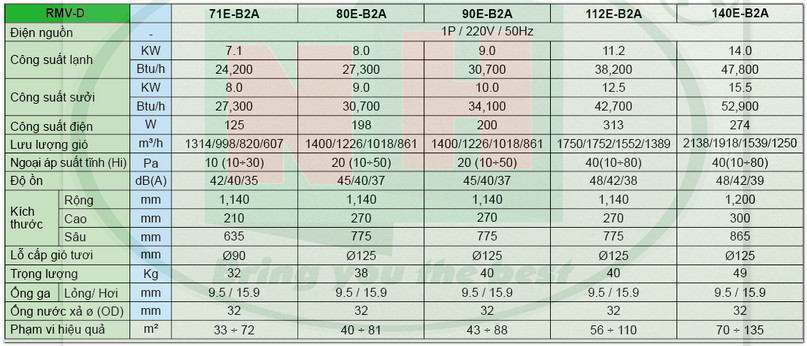 RMV-D 71E-B2A 80E-B2A 90E-B2A 112E-B2A 140E-B2A
Điện nguồn - 1P / 220V / 50Hz
Công suất lạnh KW 7.1 8.0 9.0 11.2 14.0
Btu/h 24,200 27,300 30,700 38,200 47,800
Công suất sưởi KW 8.0 9.0 10.0 12.5 15.5
Btu/h 27,300 30,700 34,100 42,700 52,900
Công suất điện W 125 198 200 313 274
Lưu lượng gió m³/h 1314/998/820/607 1400/1226/1018/861 1400/1226/1018/861 1750/1752/1552/1389 2138/1918/1539/1250
Ngoại áp suất tĩnh (Hi) Pa 10 (10÷30) 20 (10÷50) 20 (10÷50) 40(10÷80) 40(10÷80)
Độ ồn dB(A) 42/40/35 45/40/37 45/40/37 48/42/38 48/42/39
Kích thước Rộng mm 1,140 1,140 1,140 1,140 1,200
Cao mm 210 270 270 270 300
Sâu mm 635 775 775 775 865
Lỗ cấp gió tươi mm Ø90 Ø125 Ø125 Ø125 Ø125
Trọng lượng Kg 32 38 40 40 49
Ống ga Lỏng/ Hơi mm 9.5 / 15.9 9.5 / 15.9 9.5 / 15.9 9.5 / 15.9 9.5 / 15.9
Ống nước xả ø (OD) mm 32 32 32 32 32
Phạm vi hiệu quả m² 33 ÷ 72 40 ÷ 81 43 ÷ 88 56 ÷ 110 70 ÷ 135
NH
Bring you the best